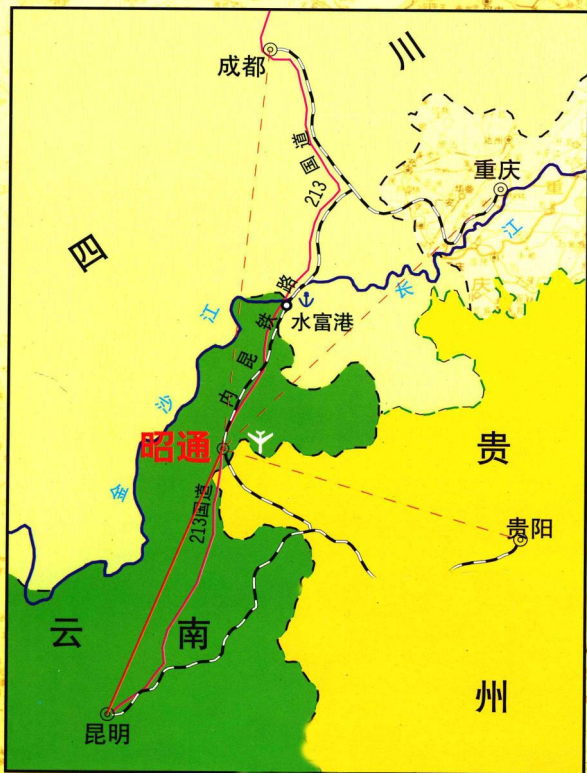 成都
川
213国道
重庆
重
四
长江
庆
金沙江
水富港
内昆铁路
昭通
贵
213国道
贵阳
云南
州
昆明